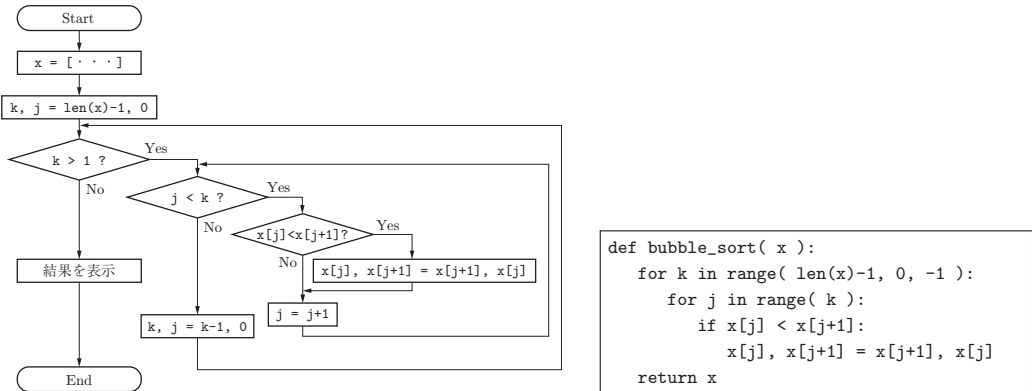 Start
x = [・・・]
k, j = len(x)-1, 0
k > 1 ?
Yes
No
j < k ?
Yes
No
x[j]<x[j+1]?
Yes
No
x[j], x[j+1] = x[j+1], x[j]
j = j+1
k, j = k-1, 0
結果を表示
End
def bubble_sort( x ):
for k in range( len(x)-1, 0, -1 ):
for j in range( k ):
if x[j] < x[j+1]:
x[j], x[j+1] = x[j+1], x[j]
return x